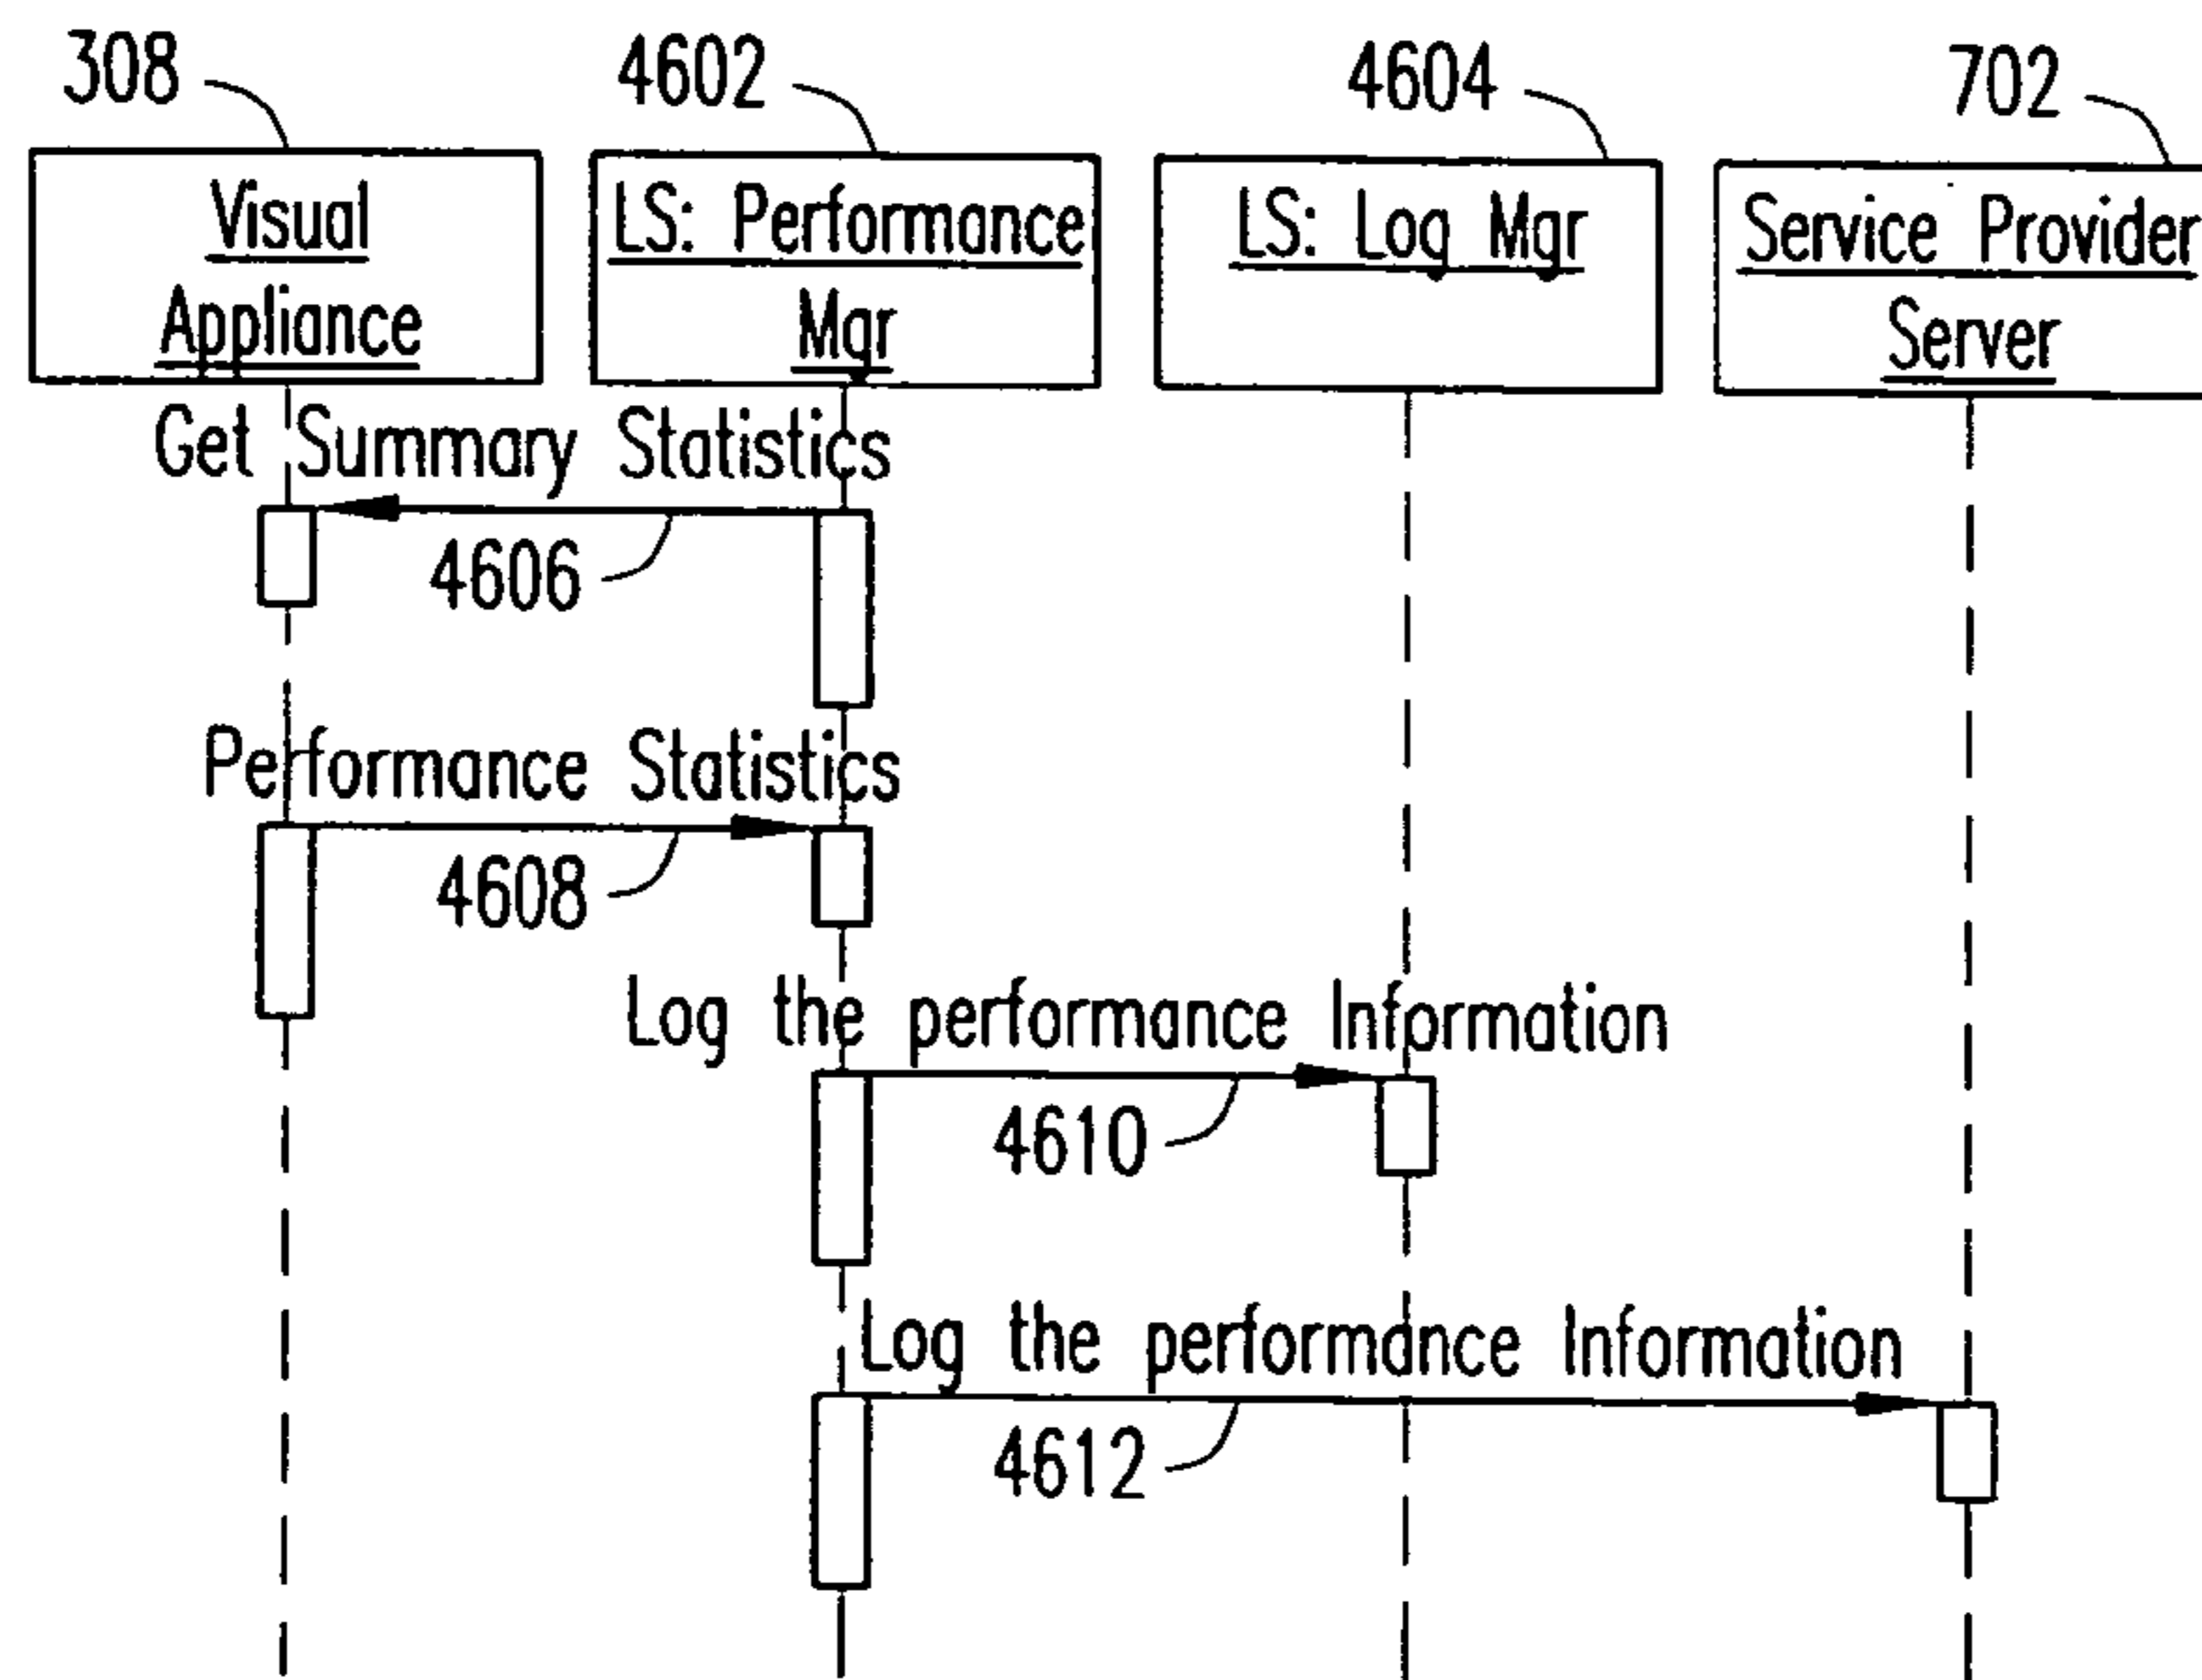 308
4602
4604
702
Visual
Appliance
LS: Performance
Mgr
LS: Log Mgr
Service Provider
Server
Get Summary Statistics
4606
Performance Statistics
4608
Log the performance Information
4610
Log the performance Information
4612